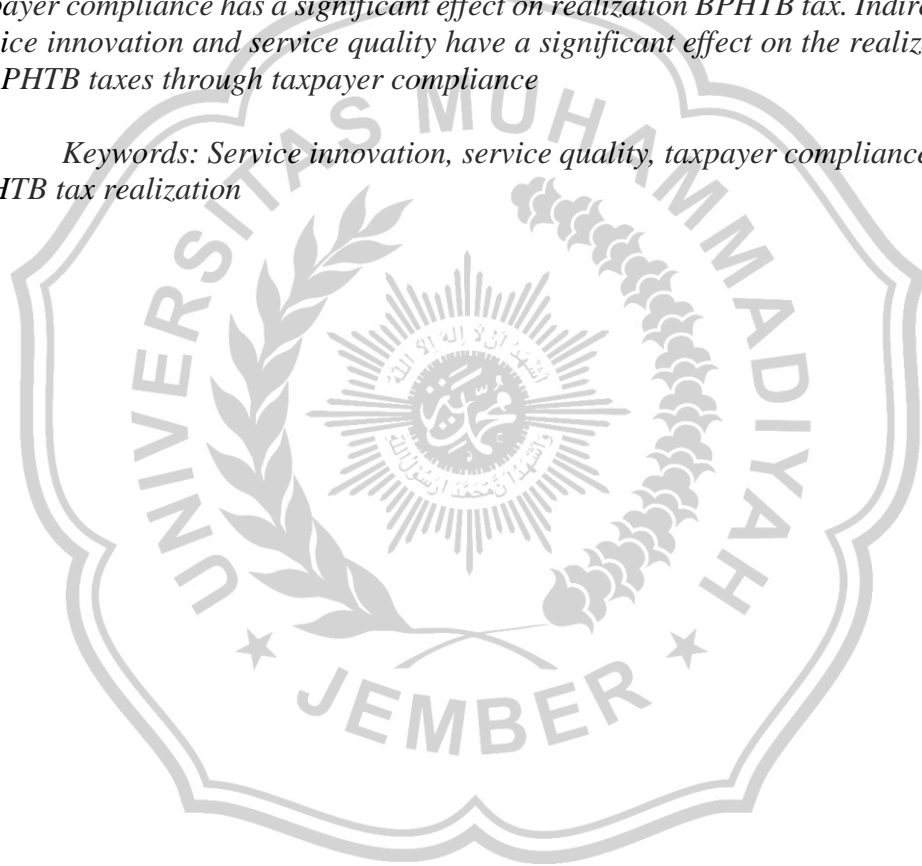 payer compliance has a significant effect on realization BPHTB tax. Indire
ice innovation and service quality have a significant effect on the realiz
PHTB taxes through taxpayer compliance
Keywords: Service innovation, service quality, taxpayer compliance
HTB tax realization
UNIVERSITAS MUHAMMADIYAH
JEMBER